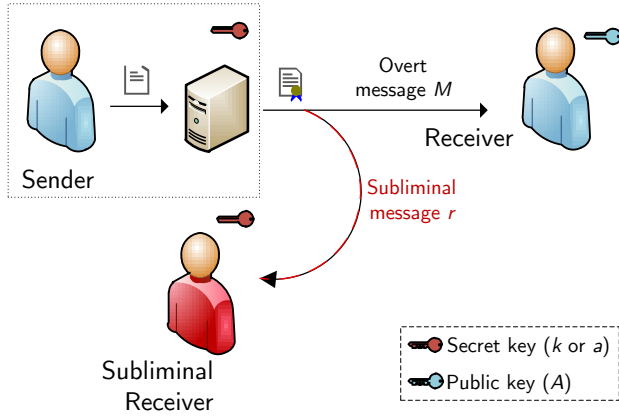 Overt
message M
Receiver
Sender
Subliminal
message r
Subliminal
Receiver
Secret key (k or a)
Public key (A)